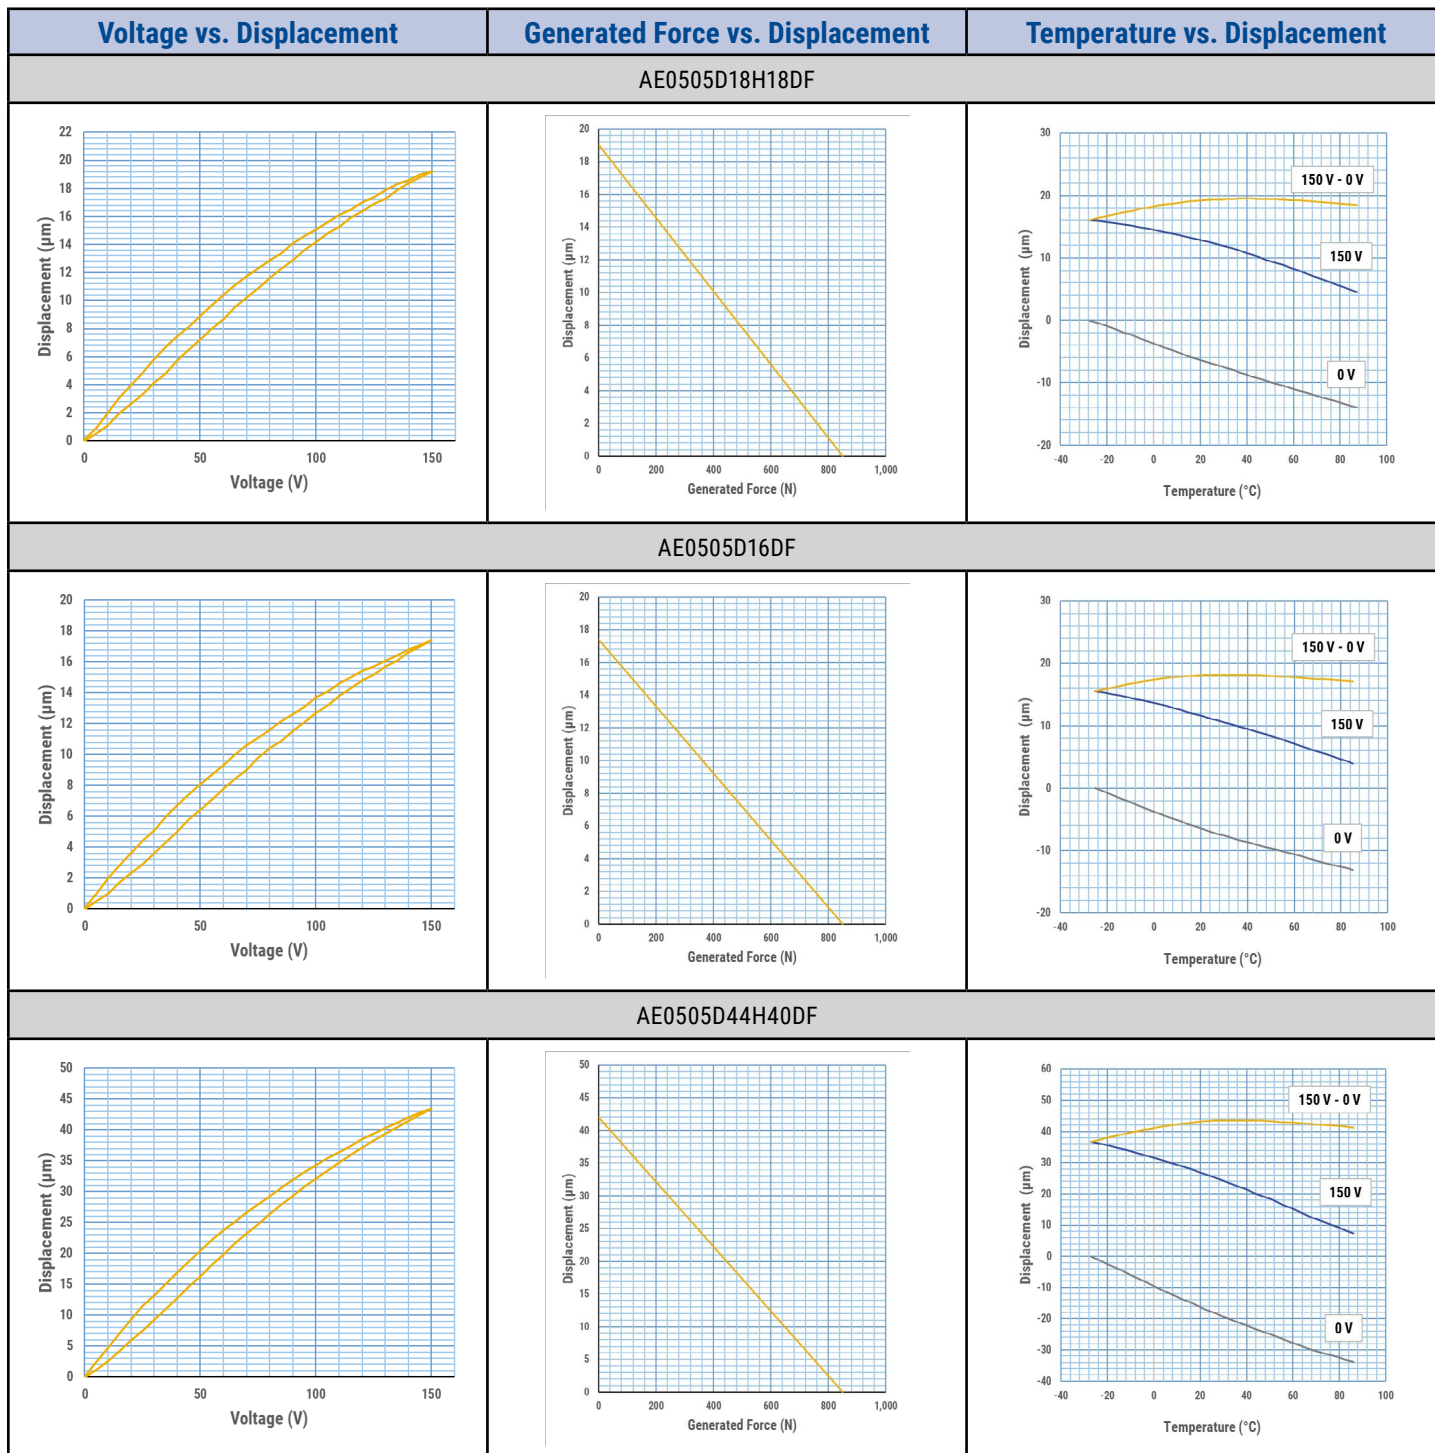 Voltage vs. Displacement
Generated Force vs. Displacement
Temperature vs. Displacement
AE0505D18H18DF
22
20
18
16
14
12
10
8
6
4
2
0
0 50 100 150
Displacement (µm)
Voltage (V)
20
18
16
14
12
10
8
6
4
2
0
0 200 400 600 800 1,000
Displacement (µm)
Generated Force (N)
30
20
10
0
-10
-20
-40 -20 0 20 40 60 80 100
Displacement (µm)
Temperature (°C)
150 V - 0 V
150 V
0 V
AE0505D16DF
20
18
16
14
12
10
8
6
4
2
0
0 50 100 150
Displacement (µm)
Voltage (V)
20
18
16
14
12
10
8
6
4
2
0
0 200 400 600 800 1,000
Displacement (µm)
Generated Force (N)
30
20
10
0
-10
-20
-40 -20 0 20 40 60 80 100
Displacement (µm)
Temperature (°C)
150 V - 0 V
150 V
0 V
AE0505D44H40DF
50
45
40
35
30
25
20
15
10
5
0
0 50 100 150
Displacement (µm)
Voltage (V)
50
45
40
35
30
25
20
15
10
5
0
0 200 400 600 800 1,000
Displacement (µm)
Generated Force (N)
60
50
40
30
20
10
0
-10
-20
-30
-40
-40 -20 0 20 40 60 80 100
Displacement (µm)
Temperature (°C)
150 V - 0 V
150 V
0 V